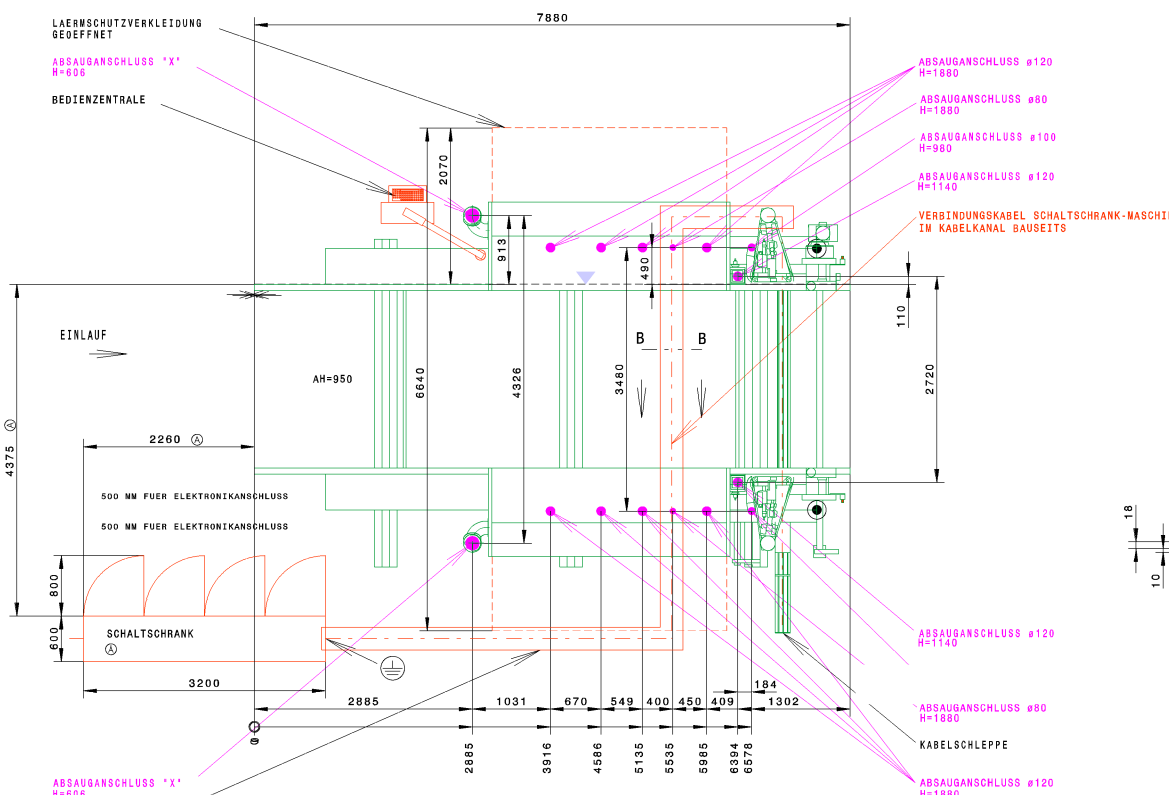 7880
LAERMSCHUTZVERKLEIDUNG
GEOEFFNET
ABSAUGANSCHLUSS "X"
H=606
BEDIENZENTRALE
ABSAUGANSCHLUSS ø120
H=1880
ABSAUGANSCHLUSS ø80
H=1880
ABSAUGANSCHLUSS ø100
H=980
ABSAUGANSCHLUSS ø120
H=1140
VERBINDUNGSKABEL SCHALTSCHRANK-MASCHI
IM KABELKANAL BAUSEITS
2070
913
490
110
EINLAUF
AH=950
B
B
6640
4326
3480
2720
4375 A
2260 A
500 MM FUER ELEKTRONIKANSCHLUSS
500 MM FUER ELEKTRONIKANSCHLUSS
18
10
800
600
SCHALTSCHRANK
A
3200
ABSAUGANSCHLUSS ø120
H=1140
184
2885
1031
670
549
400
450
409
1302
ABSAUGANSCHLUSS ø80
H=1880
0
2885
3916
4586
5135
5535
5985
6394
6578
KABELSCHLEPPE
ABSAUGANSCHLUSS "X"
H=606
ABSAUGANSCHLUSS ø120
H=1880